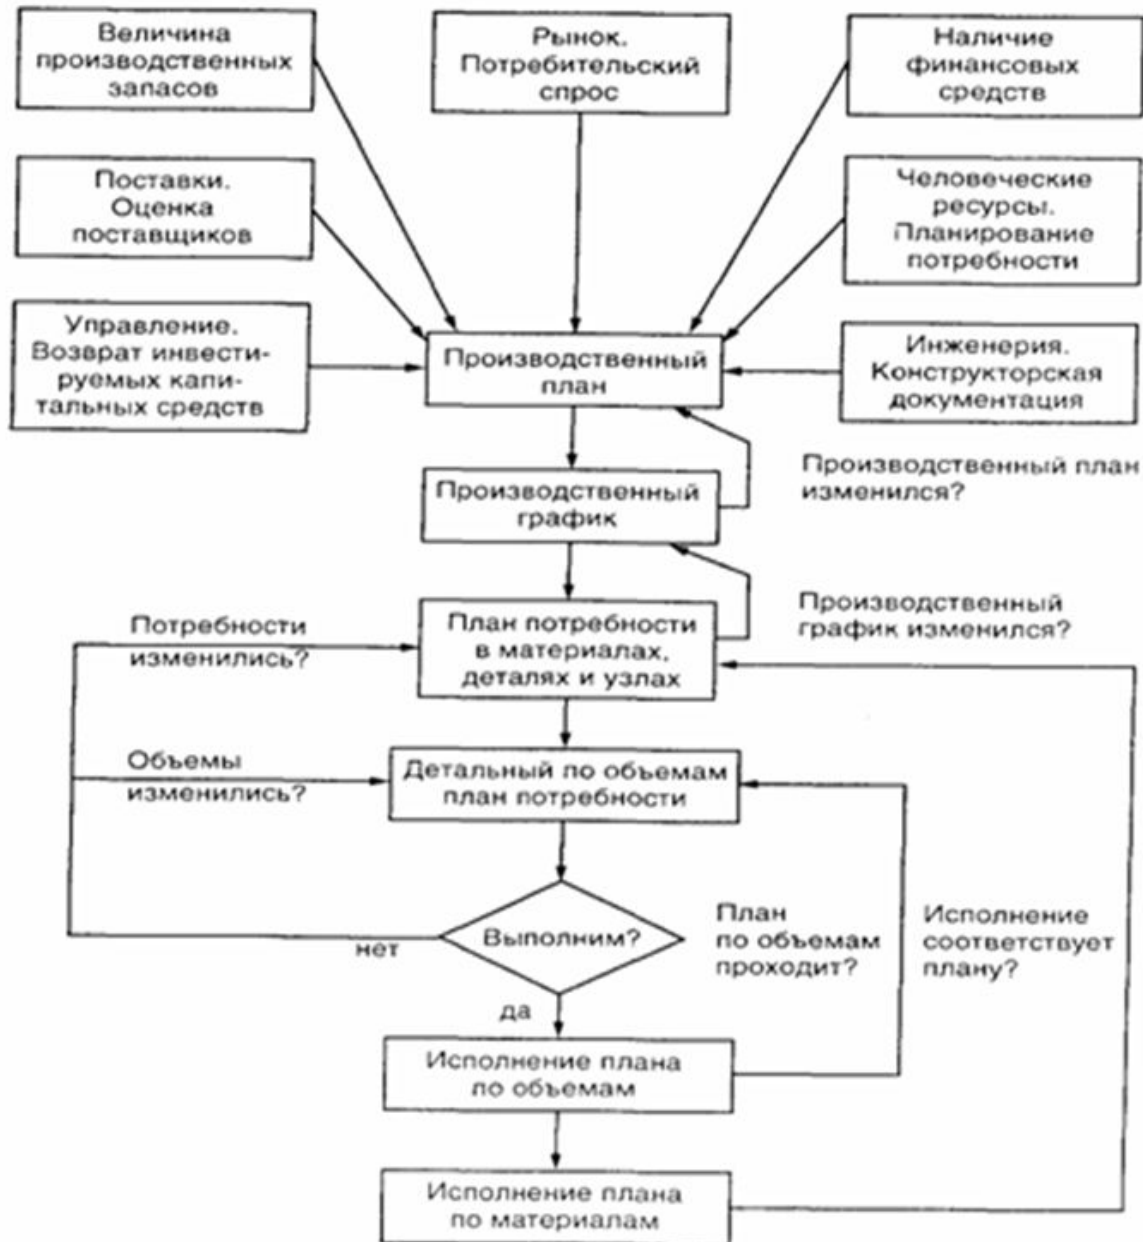 Величина
производственных
запасов
Рынок.
Потребительский
спрос
Наличие
финансовых
средств
Поставки.
Оценка
поставщиков
Человеческие
ресурсы.
Планирование
потребности
Управление.
Возврат инвести-
руемых капи-
тальных средств
Производственный
план
Инженерия.
Конструкторская
документация
Производственный план
изменился?
Производственный
график
Производственный
график изменился?
Потребности
изменились?
План потребности
в материалах,
деталях и узлах
Объемы
изменились?
Детальный по объемам
план потребности
Выполним?
нет
да
План
по объемам
проходит?
Исполнение
соответствует
плану?
Исполнение плана
по объемам
Исполнение плана
по материалам